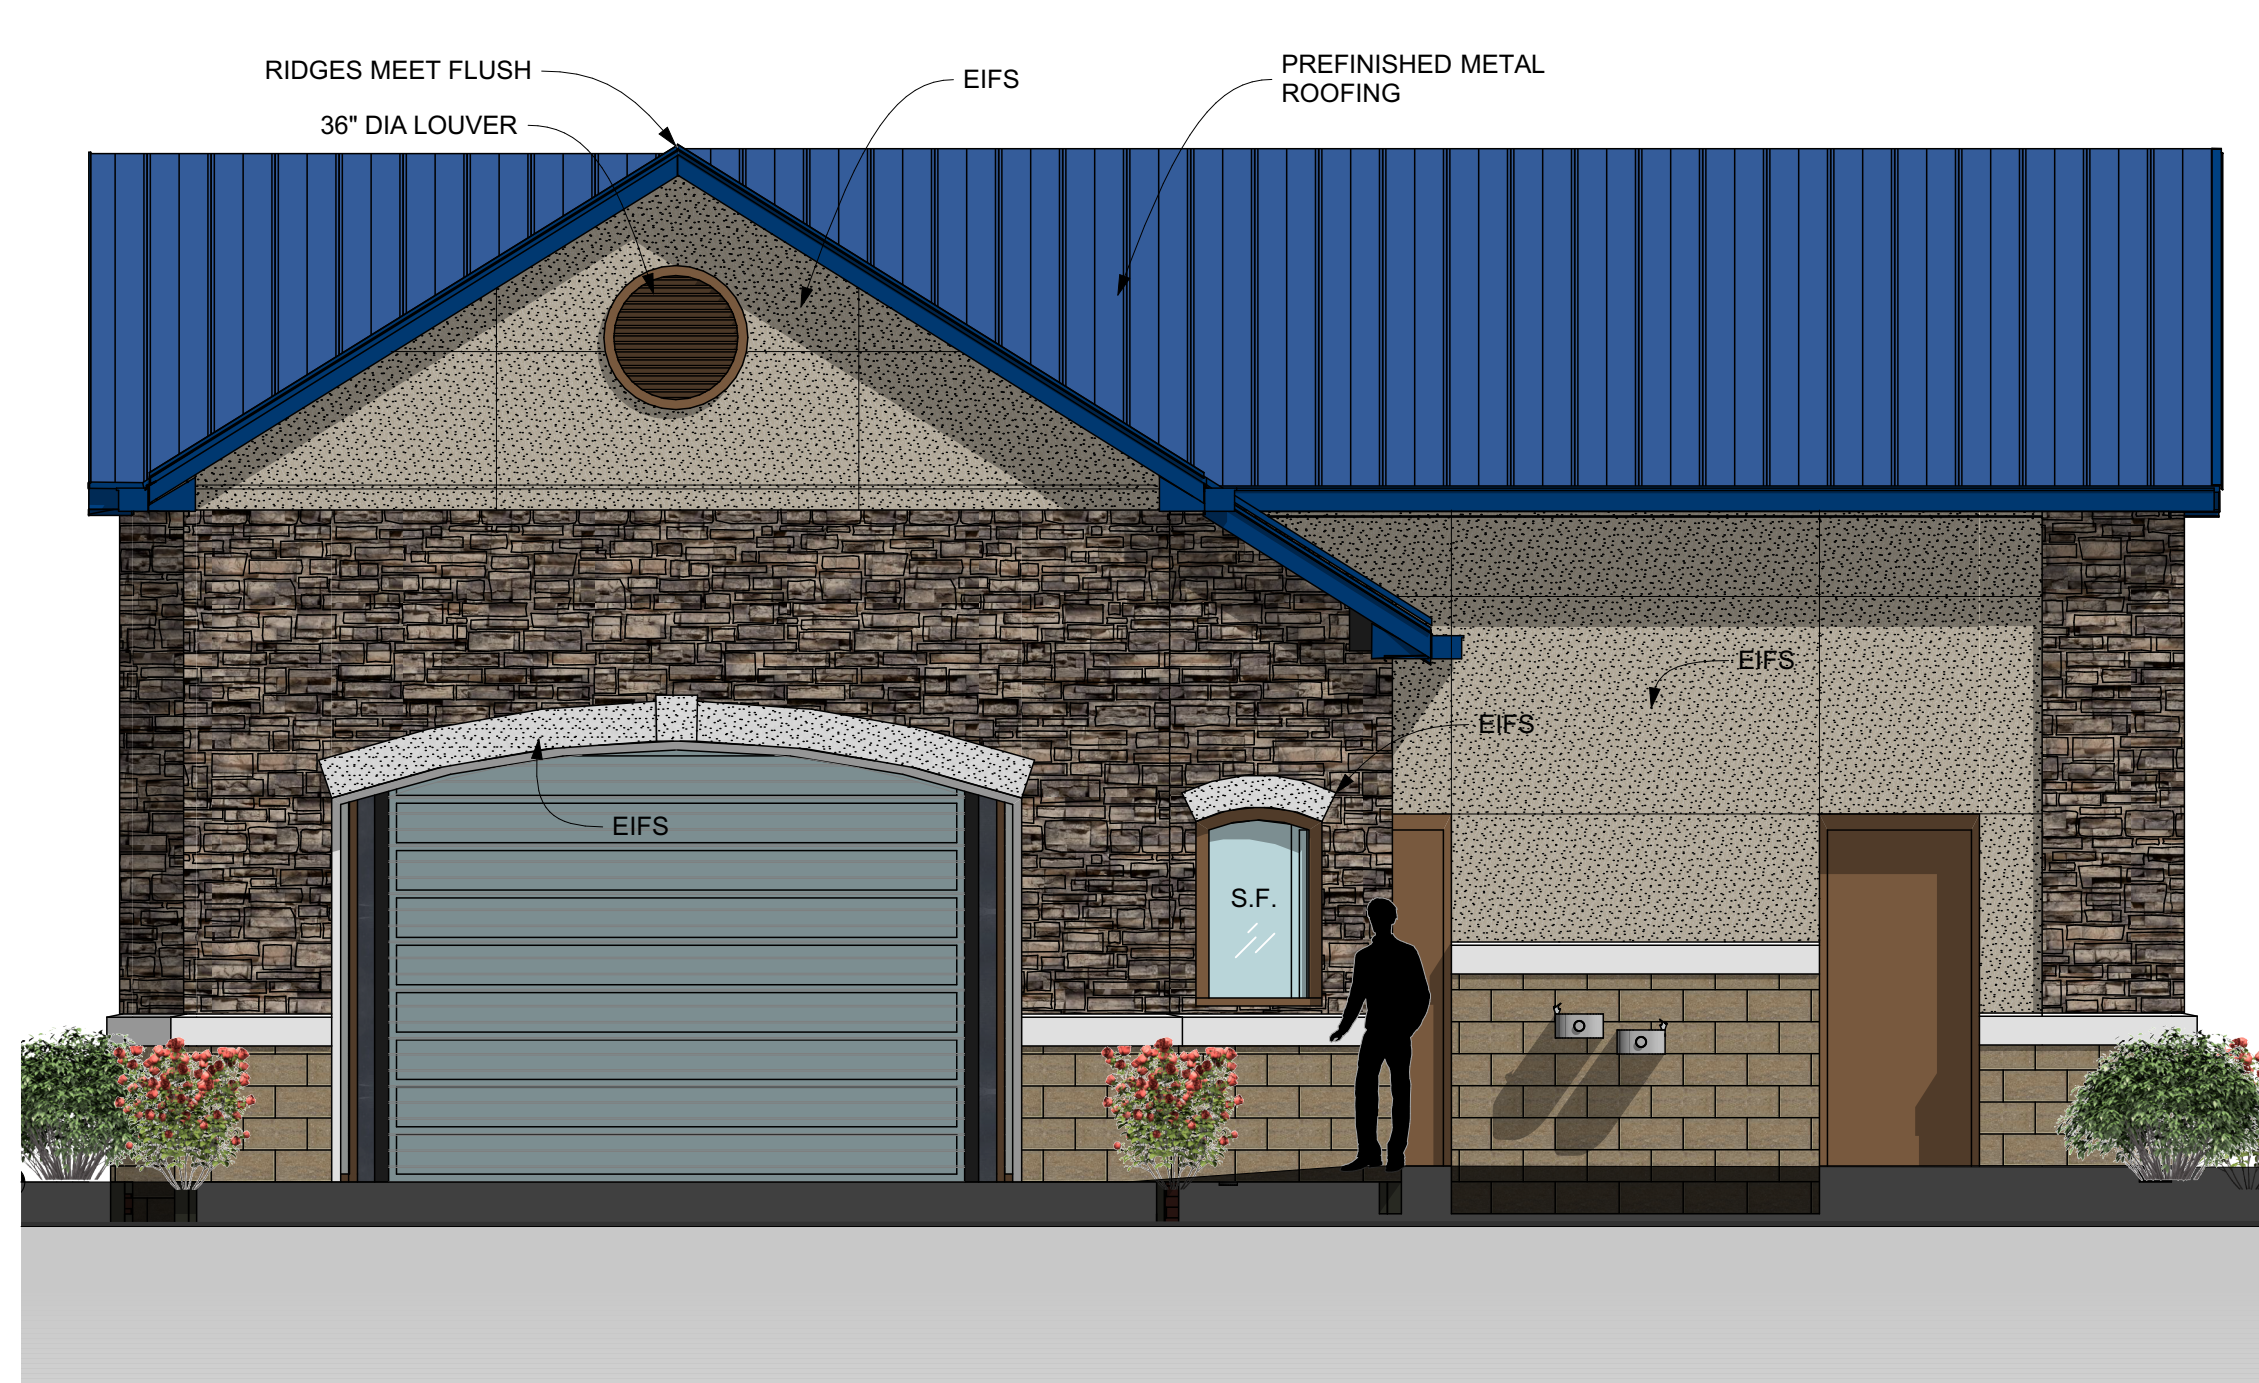 RIDGES MEET FLUSH
EIFS
PREFINISHED METAL
ROOFING
36" DIA LOUVER
EIFS
EIFS
EIFS
S.F.